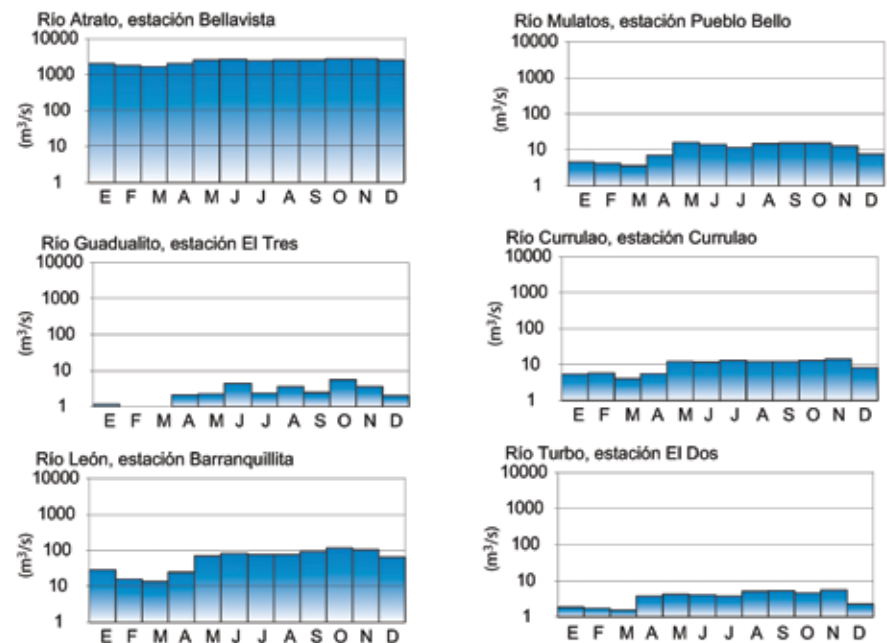 Río Atrato, estación Bellavista
10000
1000
100
10
1
(m³/s)
E F M A M J J A S O N D
Río Mulatos, estación Pueblo Bello
10000
1000
100
10
1
(m³/s)
E F M A M J J A S O N D
Río Guadualito, estación El Tres
10000
1000
100
10
1
(m³/s)
E F M A M J J A S O N D
Río Currulao, estación Currulao
10000
1000
100
10
1
(m³/s)
E F M A M J J A S O N D
Río León, estación Barranquillita
10000
1000
100
10
1
(m³/s)
E F M A M J J A S O N D
Río Turbo, estación El Dos
10000
1000
100
10
1
(m³/s)
E F M A M J J A S O N D